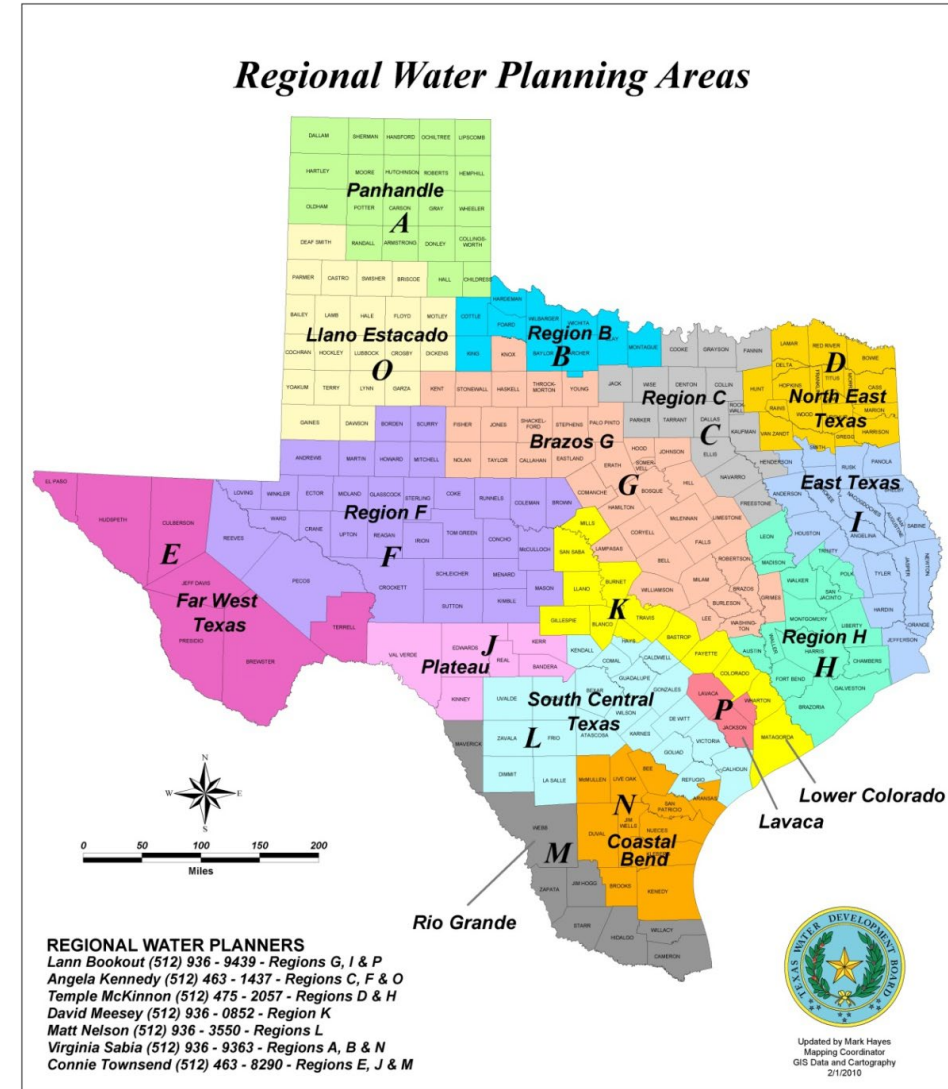 Regional Water Planning Areas
DALLAM SHERMAN HANSFORD OCHILTREE LIPSCOMB
HARTLEY MOORE HUTCHINSON ROBERTS HEMPHILL
Panhandle
OLDHAM POTTER CARSON GRAY WHEELER
A
DEAF SMITH RANDALL ARMSTRONG DONLEY COLLINGS-
WORTH
PARMER CASTRO SWISHER BRISCOE HALL CHILDRESS
HARDEMAN
BAILEY LAMB HALE FLOYD MOTLEY COTTLE FOARD WILBARGER WICHITA
Llano Estacado
Region B
MONTAGUE COOKE GRAYSON FANNIN LAMAR RED RIVER BOWIE
COCHRAN HOCKLEY LUBBOCK CROSBY DICKENS KING KNOX BAYLOR
O
B
D
DELTA TITUS CASS
YOAKUM TERRY LYNN GARZA KENT STONEWALL HASKELL THROCK-
MORTON YOUNG JACK WISE DENTON COLLIN HUNT HOPKINS
Region C
North East
Texas
ROCK-
WALL RAINS WOOD MARION
GAINES DAWSON BORDEN SCURRY FISHER JONES SHACKEL-
FORD STEPHENS PALO PINTO PARKER TARRANT DALLAS KAUFMAN VAN ZANDT GREGG HARRISON
Brazos G
C
ANDREWS MARTIN HOWARD MITCHELL NOLAN TAYLOR CALLAHAN EASTLAND HOOD JOHNSON ELLIS SMITH
ERATH SOMER-
VELL HENDERSON RUSK PANOLA
East Texas
EL PASO LOVING WINKLER ECTOR MIDLAND GLASSCOCK STERLING COKE RUNNELS COLEMAN BROWN COMANCHE BOSQUE HILL NAVARRO ANDERSON
G
HUDSPETH CULBERSON HAMILTON FREESTONE NACOGDOCHES
I
Region F
REEVES WARD CRANE UPTON REAGAN IRION TOM GREEN CONCHO McCULLOCH MILLS CORYELL McLENNAN LIMESTONE LEON HOUSTON ANGELINA SAN
AUGUSTINE SABINE
E
F
SAN SABA LAMPASAS FALLS MADISON TRINITY
JEFF DAVIS PECOS CROCKETT SCHLEICHER MENARD MASON LLANO BURNET BELL ROBERTSON WALKER POLK TYLER JASPER NEWTON
Far West
Texas
K
SUTTON KIMBLE WILLIAMSON MILAM BRAZOS GRIMES SAN
JACINTO HARDIN
PRESIDIO BREWSTER TERRELL GILLESPIE BLANCO TRAVIS BURLESON MONTGOMERY LIBERTY ORANGE
J
Plateau
LEE WASHING-
TON
Region H
VAL VERDE EDWARDS REAL KERR BANDERA KENDALL HAYS BASTROP FAYETTE AUSTIN WALLER HARRIS CHAMBERS JEFFERSON
H
COMAL CALDWELL COLORADO FORT BEND GALVESTON
KINNEY UVALDE BEXAR GUADALUPE GONZALES LAVACA WHARTON BRAZORIA
South Central
Texas
P
WILSON DE WITT JACKSON MATAGORDA
L
MAVERICK ZAVALA FRIO ATASCOSA KARNES VICTORIA
GOLIAD CALHOUN
DIMMIT LA SALLE McMULLEN LIVE OAK BEE REFUGIO
ARANSAS
N
SAN
PATRICIO
WEBB DUVAL JIM
WELLS NUECES
Coastal
Bend
M
ZAPATA JIM HOGG BROOKS KENEDY
STARR HIDALGO WILLACY
CAMERON
Lower Colorado
Lavaca
Rio Grande
N
W E
S
0 50 100 150 200
Miles
REGIONAL WATER PLANNERS
Lann Bookout (512) 936 - 9439 - Regions G, I & P
Angela Kennedy (512) 463 - 1437 - Regions C, F & O
Temple McKinnon (512) 475 - 2057 - Regions D & H
David Meesey (512) 936 - 0852 - Region K
Matt Nelson (512) 936 - 3550 - Regions L
Virginia Sabia (512) 936 - 9363 - Regions A, B & N
Connie Townsend (512) 463 - 8290 - Regions E, J & M
TEXAS WATER DEVELOPMENT BOARD
Updated by Mark Hayes
Mapping Coordinator
GIS Data and Cartography
2/1/2010